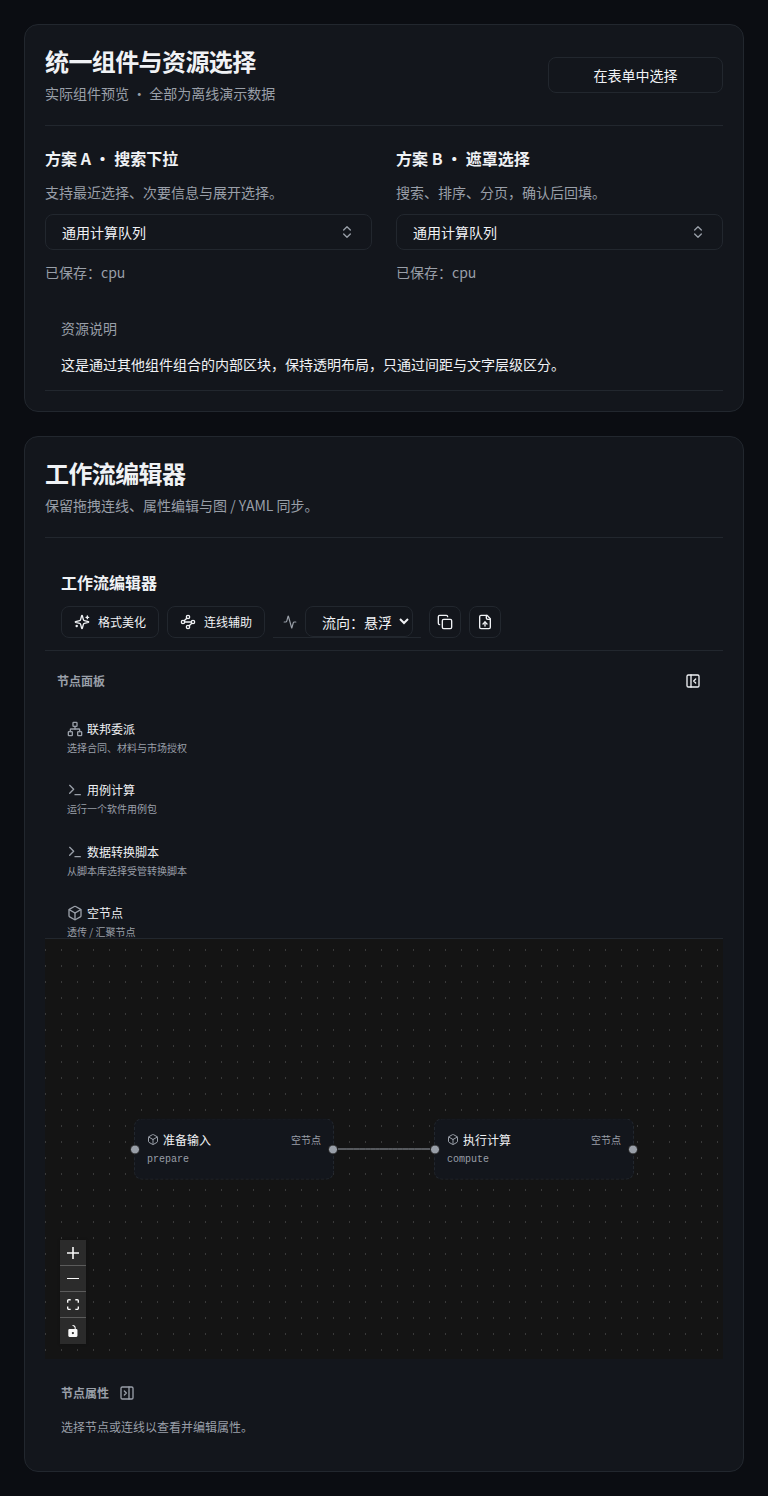 统一组件与资源选择
实际组件预览 · 全部为离线演示数据
在表单中选择
方案 A · 搜索下拉
支持最近选择、次要信息与展开选择。
通用计算队列
已保存：cpu
方案 B · 遮罩选择
搜索、排序、分页，确认后回填。
通用计算队列
已保存：cpu
资源说明
这是通过其他组件组合的内部区块，保持透明布局，只通过间距与文字层级区分。
工作流编辑器
保留拖拽连线、属性编辑与图 / YAML 同步。
工作流编辑器
格式美化
连线辅助
流向：悬浮
节点面板
联邦委派
选择合同、材料与市场授权
用例计算
运行一个软件用例包
数据转换脚本
从脚本库选择受管转换脚本
空节点
透传 / 汇聚节点
准备输入 空节点
prepare
执行计算 空节点
compute
节点属性
选择节点或连线以查看并编辑属性。